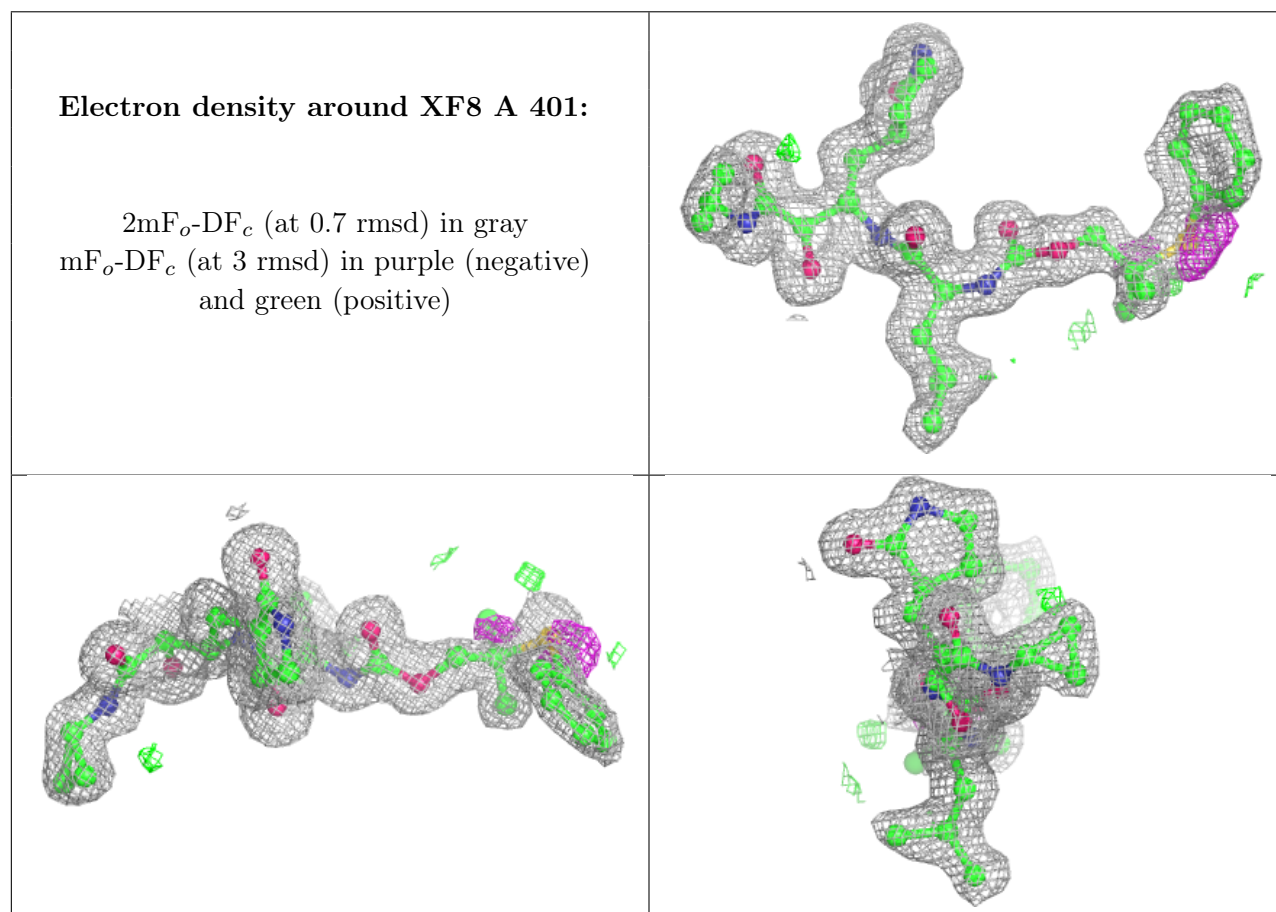 Electron density around XF8 A 401:
2mFo-DFc (at 0.7 rmsd) in gray
mFo-DFc (at 3 rmsd) in purple (negative)
and green (positive)